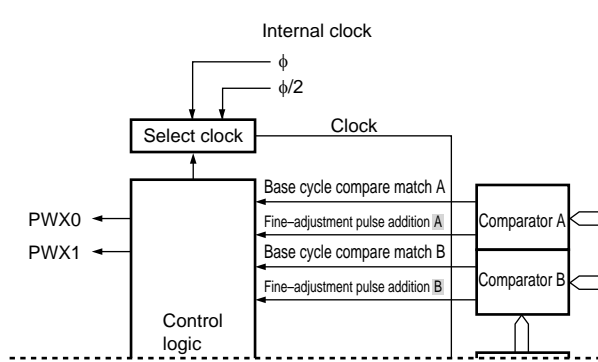 Internal clock
ϕ
ϕ/2
Select clock
Clock
Base cycle compare match A
Fine–adjustment pulse addition A
Base cycle compare match B
Fine–adjustment pulse addition B
PWX0
PWX1
Comparator A
Comparator B
Control
logic